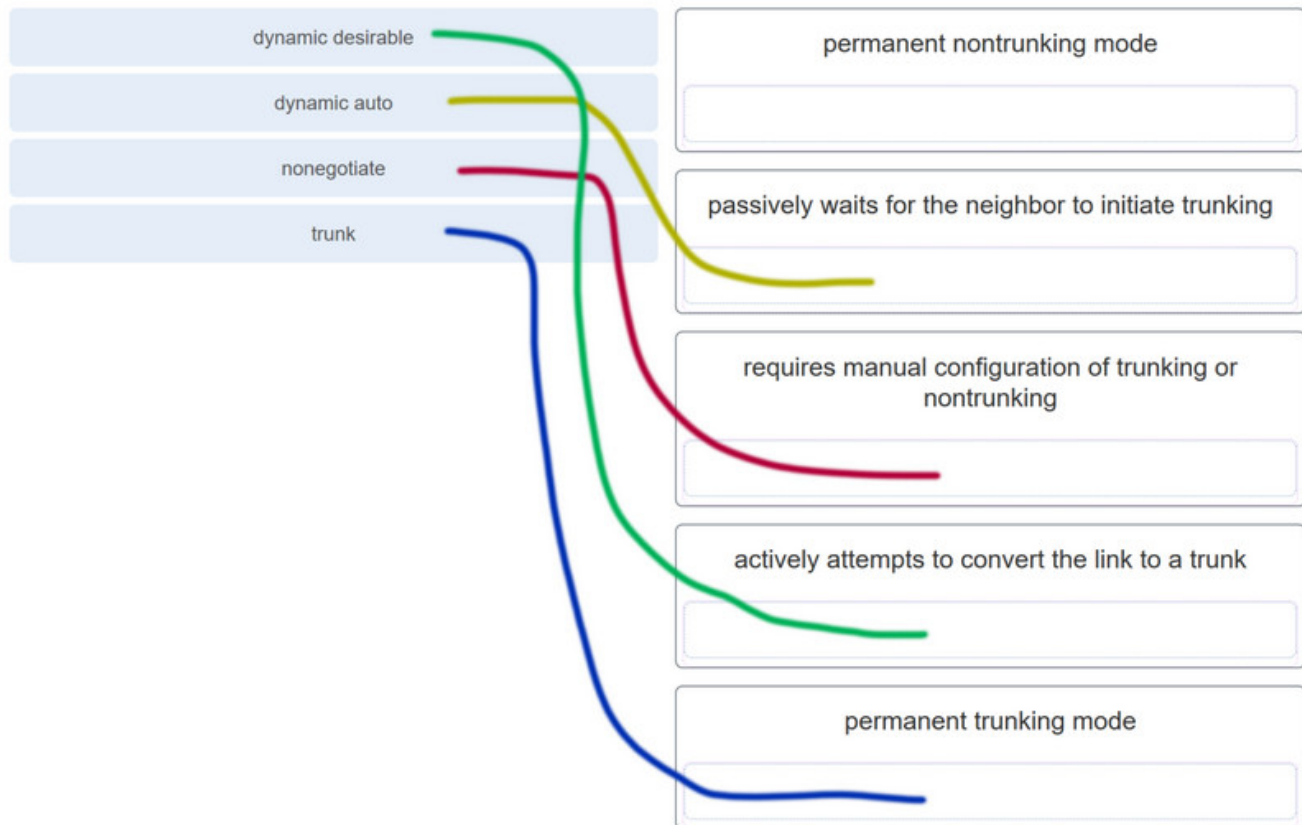 dynamic desirable
dynamic auto
nonegotiate
trunk
permanent nontrunking mode
passively waits for the neighbor to initiate trunking
requires manual configuration of trunking or
nontrunking
actively attempts to convert the link to a trunk
permanent trunking mode